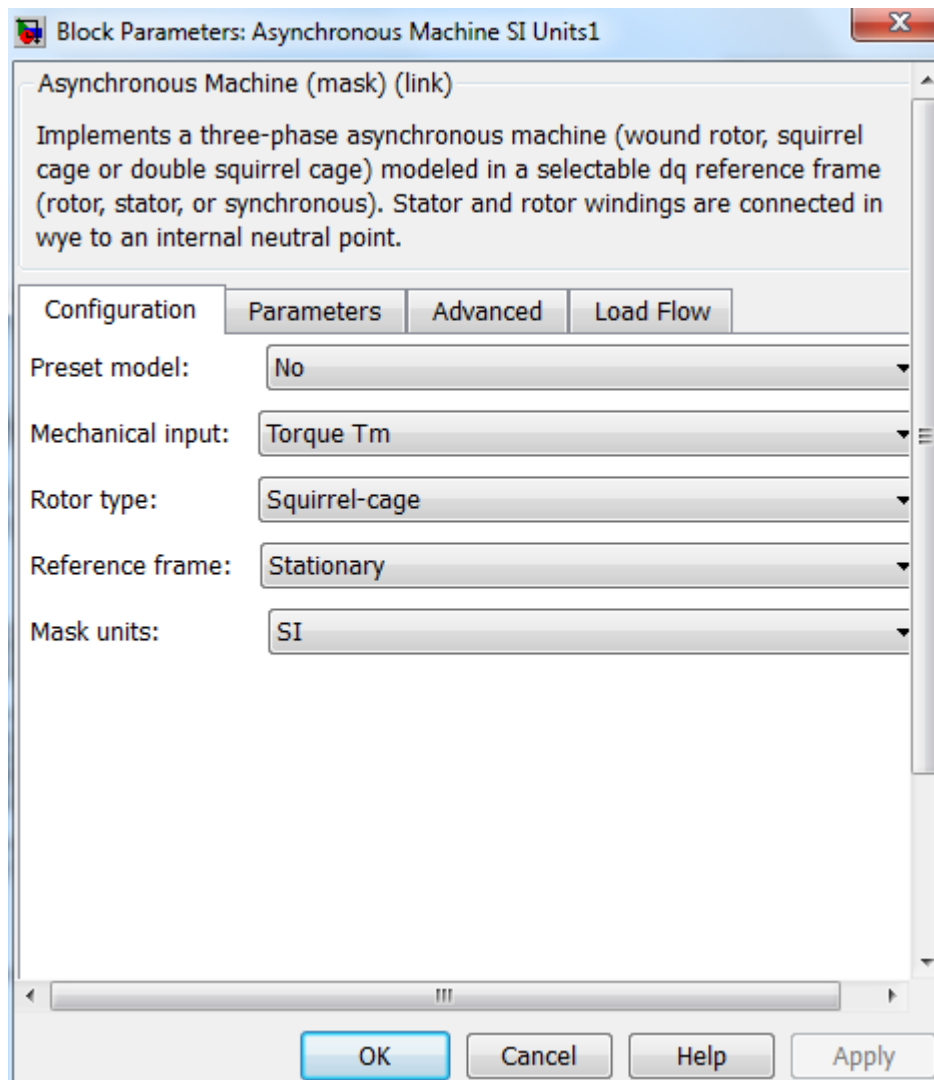 Block Parameters: Asynchronous Machine SI Units1
Asynchronous Machine (mask) (link)
Implements a three-phase asynchronous machine (wound rotor, squirrel
cage or double squirrel cage) modeled in a selectable dq reference frame
(rotor, stator, or synchronous). Stator and rotor windings are connected in
wye to an internal neutral point.
Configuration Parameters Advanced Load Flow
Preset model: No
Mechanical input: Torque Tm
Rotor type: Squirrel-cage
Reference frame: Stationary
Mask units: SI
OK Cancel Help Apply